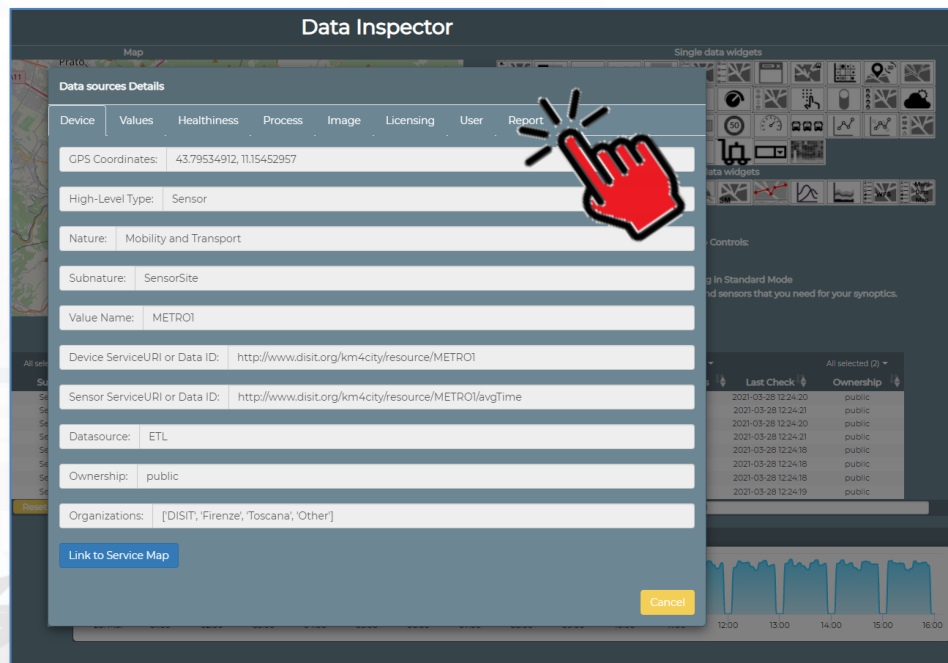 Data Inspector
Map
Single data widgets
Prato
Data sources Details
Device Values Healthiness Process Image Licensing User Report
GPS Coordinates: 43.79534912, 11.15452957
High-Level Type: Sensor
Nature: Mobility and Transport
Subnature: SensorSite
Value Name: METRO1
Device ServiceURI or Data ID: http://www.disit.org/km4city/resource/METRO1
Sensor ServiceURI or Data ID: http://www.disit.org/km4city/resource/METRO1/avgTime
Datasource: ETL
Ownership: public
Organizations: ['DISIT', 'Firenze', 'Toscana', 'Other']
Link to Service Map
Cancel
50
data widgets
SM
Controls:
g in Standard Mode
nd sensors that you need for your synoptics.
All selected (2)
Last Check Ownership
2021-03-28 12:24:20 public
2021-03-28 12:24:21 public
2021-03-28 12:24:20 public
2021-03-28 12:24:21 public
2021-03-28 12:24:18 public
2021-03-28 12:24:18 public
2021-03-28 12:24:18 public
2021-03-28 12:24:19 public
Reset
12:00 13:00 14:00 15:00 16:00